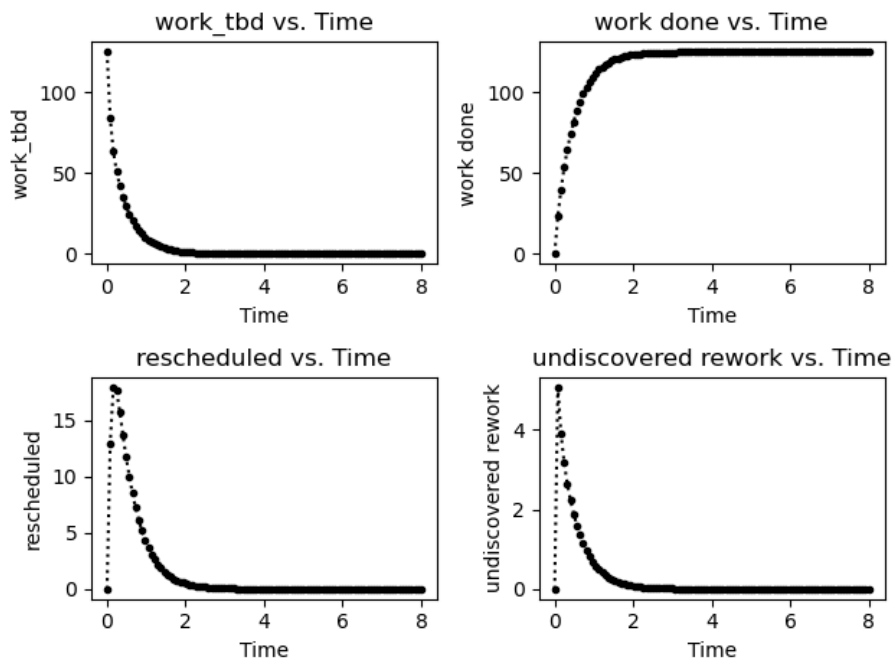 work_tbd vs. Time
work_tbd
100
50
0
0 2 4 6 8
Time
work done vs. Time
work done
100
50
0
0 2 4 6 8
Time
rescheduled vs. Time
rescheduled
15
10
5
0
0 2 4 6 8
Time
undiscovered rework vs. Time
undiscovered rework
4
2
0
0 2 4 6 8
Time